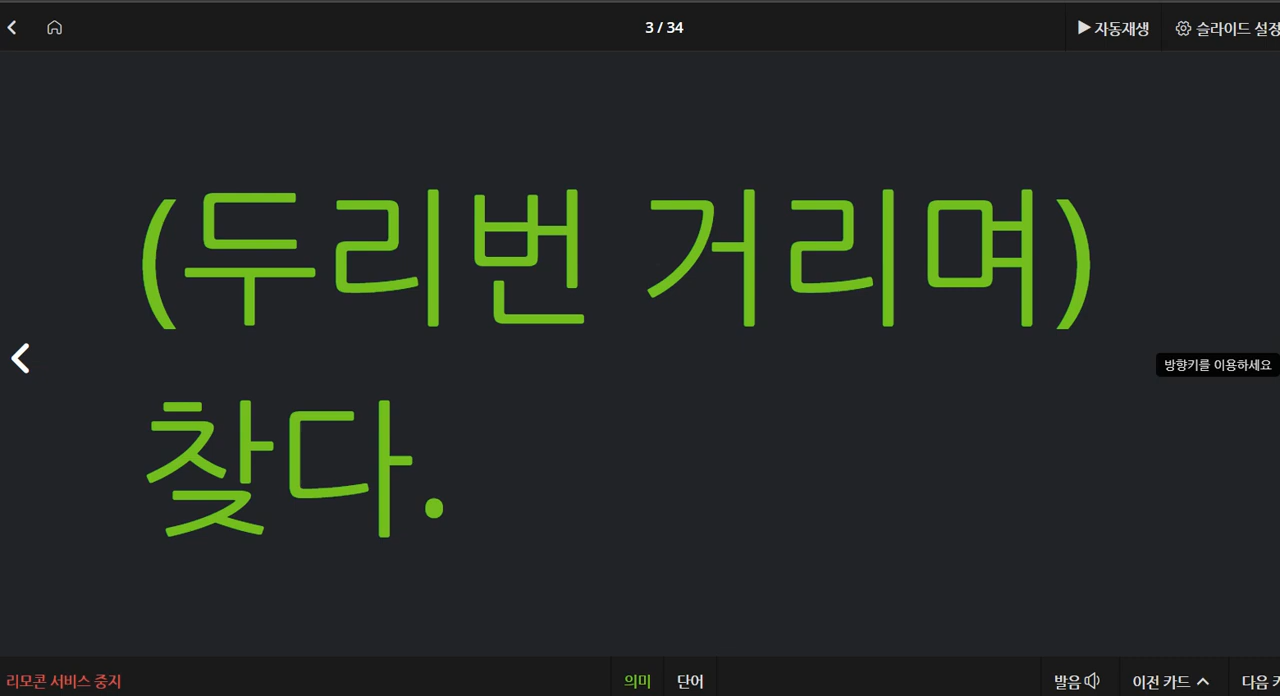 3 / 34
▶ 자동재생
슬라이드 설정
(두리번 거리며)
찾다.
방향키를 이용하세요
리모콘 서비스 중지
의미
단어
발음
이전 카드
다음